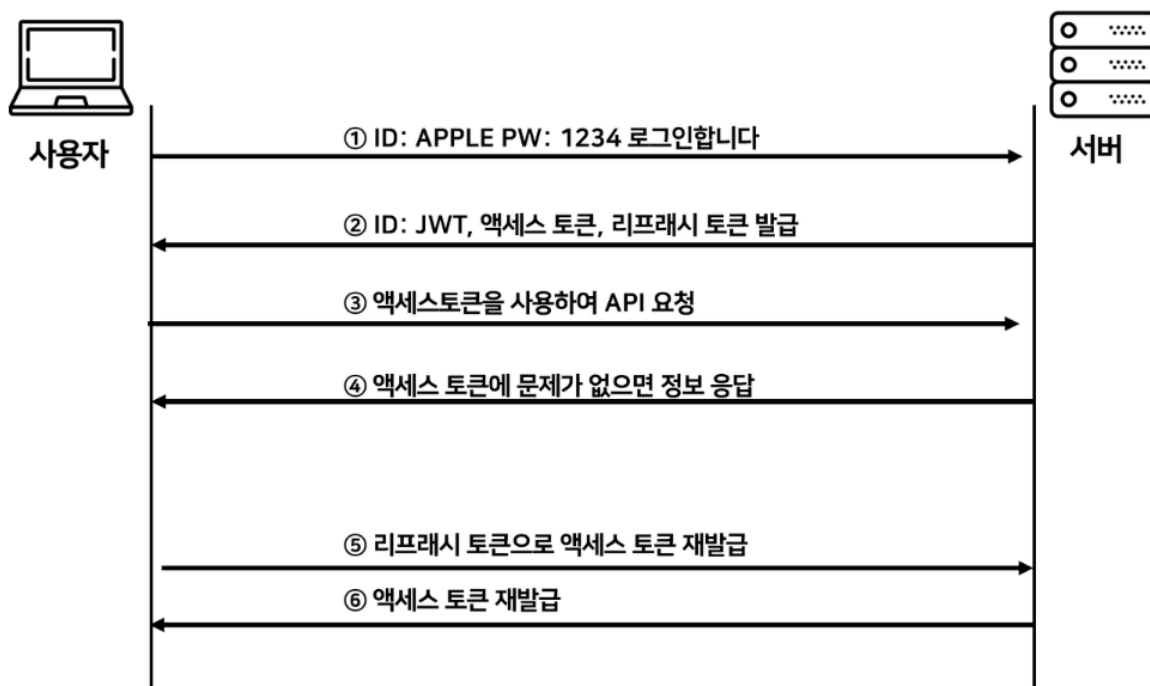 사용자
서버
① ID: APPLE PW: 1234 로그인합니다
② ID: JWT, 액세스 토큰, 리프래시 토큰 발급
③ 액세스토큰을 사용하여 API 요청
④ 액세스 토큰에 문제가 없으면 정보 응답
⑤ 리프래시 토큰으로 액세스 토큰 재발급
⑥ 액세스 토큰 재발급